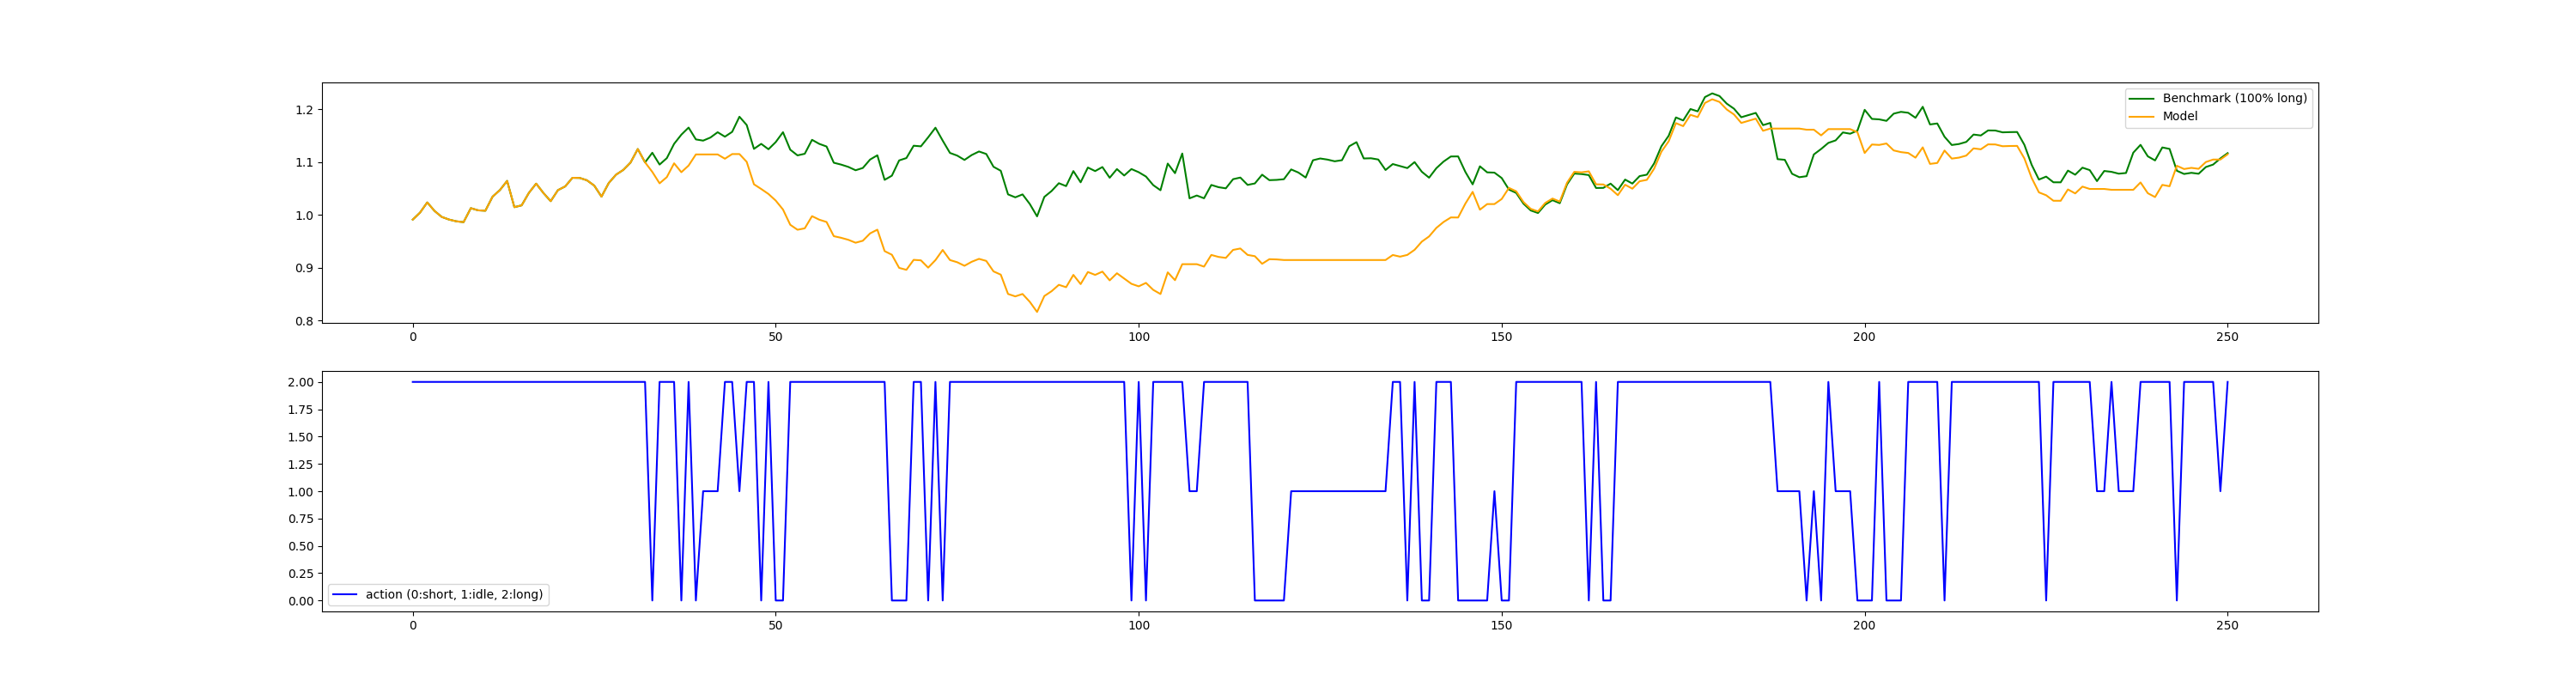 1.2
1.1
1.0
0.9
0.8
Benchmark (100% long)
Model
0 50 100 150 200 250
2.00
1.75
1.50
1.25
1.00
0.75
0.50
0.25
0.00
action (0:short, 1:idle, 2:long)
0 50 100 150 200 250